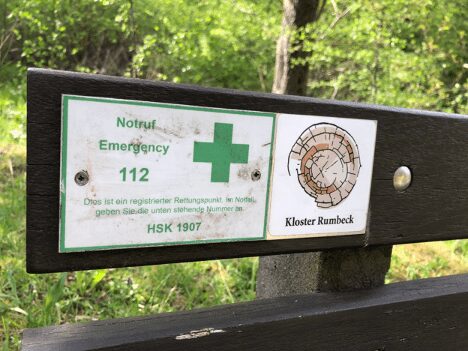 Notruf
Emergency
112
Dies ist ein registrierter Rettungspunkt, im Notfall
geben Sie die unten stehende Nummer an.
HSK 1907
Kloster Rumbeck